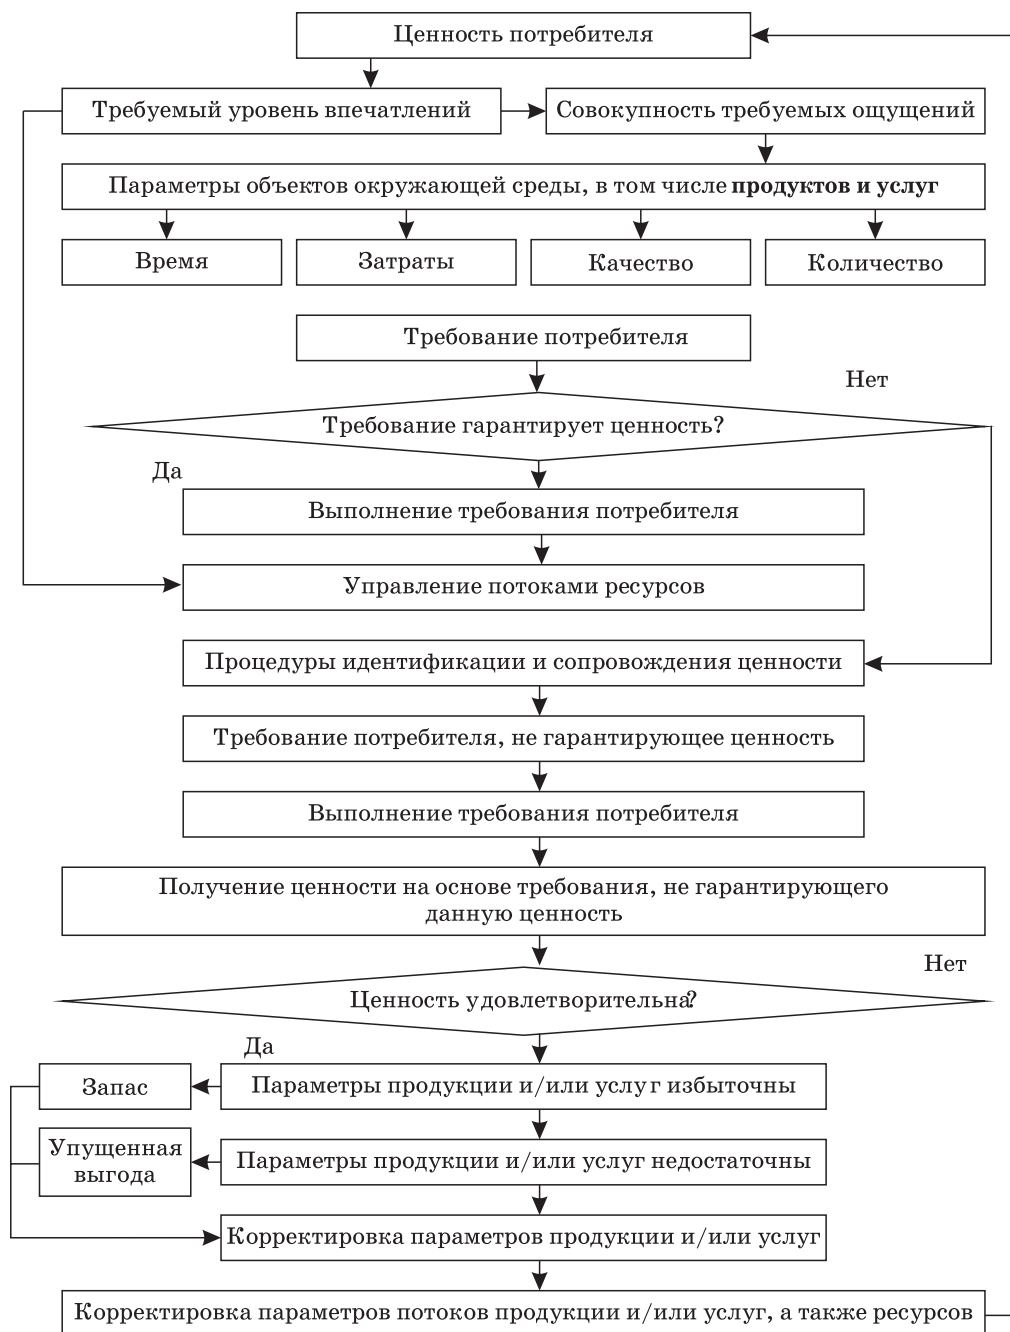 Ценность потребителя
Требуемый уровень впечатлений
Совокупность требуемых ощущений
Параметры объектов окружающей среды, в том числе продуктов и услуг
Время
Затраты
Качество
Количество
Требование потребителя
Нет
Требование гарантирует ценность?
Да
Выполнение требования потребителя
Управление потоками ресурсов
Процедуры идентификации и сопровождения ценности
Требование потребителя, не гарантирующее ценность
Выполнение требования потребителя
Получение ценности на основе требования, не гарантирующего
данную ценность
Нет
Ценность удовлетворительна?
Да
Запас
Параметры продукции и/или услуг избыточны
Упущенная
выгода
Параметры продукции и/или услуг недостаточны
Корректировка параметров продукции и/или услуг
Корректировка параметров потоков продукции и/или услуг, а также ресурсов